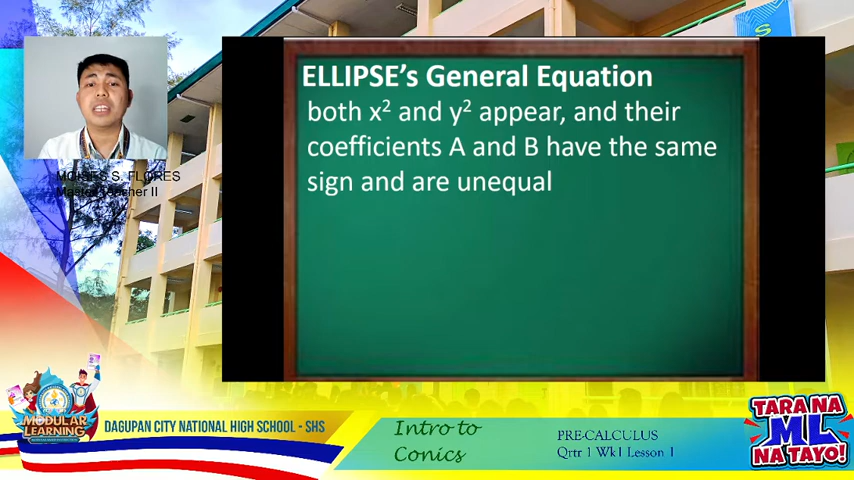 ELLIPSE's General Equation
both x² and y² appear, and their
coefficients A and B have the same
sign and are unequal
MOISES S. FLORES
Master Teacher II
MODULAR
LEARNING
DAGUPAN CITY NATIONAL HIGH SCHOOL - SHS
Intro to
Conics
PRE-CALCULUS
Qrtr 1 Wk1 Lesson 1
TARA NA
ML
NA TAYO!